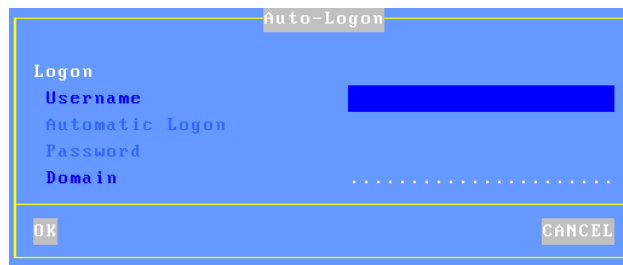 Auto-Logon
Logon
Username
Automatic Logon
Password
Domain ......................
OK CANCEL